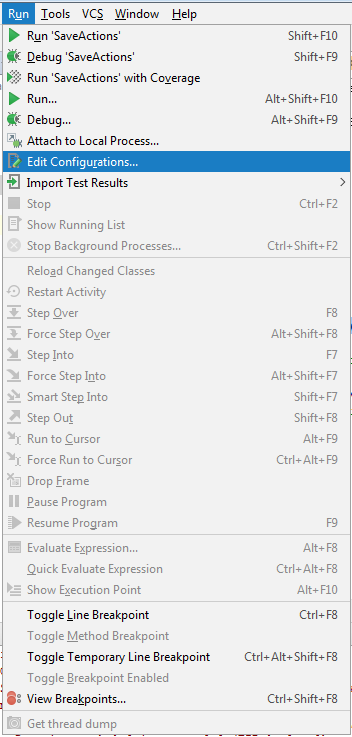 Run Tools VCS Window Help
Run 'SaveActions' Shift+F10
Debug 'SaveActions' Shift+F9
Run 'SaveActions' with Coverage
Run... Alt+Shift+F10
Debug... Alt+Shift+F9
Attach to Local Process...
Edit Configurations...
Import Test Results
Stop Ctrl+F2
Show Running List
Stop Background Processes... Ctrl+Shift+F2
Reload Changed Classes
Restart Activity
Step Over F8
Force Step Over Alt+Shift+F8
Step Into F7
Force Step Into Alt+Shift+F7
Smart Step Into Shift+F7
Step Out Shift+F8
Run to Cursor Alt+F9
Force Run to Cursor Ctrl+Alt+F9
Drop Frame
Pause Program
Resume Program F9
Evaluate Expression... Alt+F8
Quick Evaluate Expression Ctrl+Alt+F8
Show Execution Point Alt+F10
Toggle Line Breakpoint Ctrl+F8
Toggle Method Breakpoint
Toggle Temporary Line Breakpoint Ctrl+Alt+Shift+F8
Toggle Breakpoint Enabled
View Breakpoints... Ctrl+Shift+F8
Get thread dump